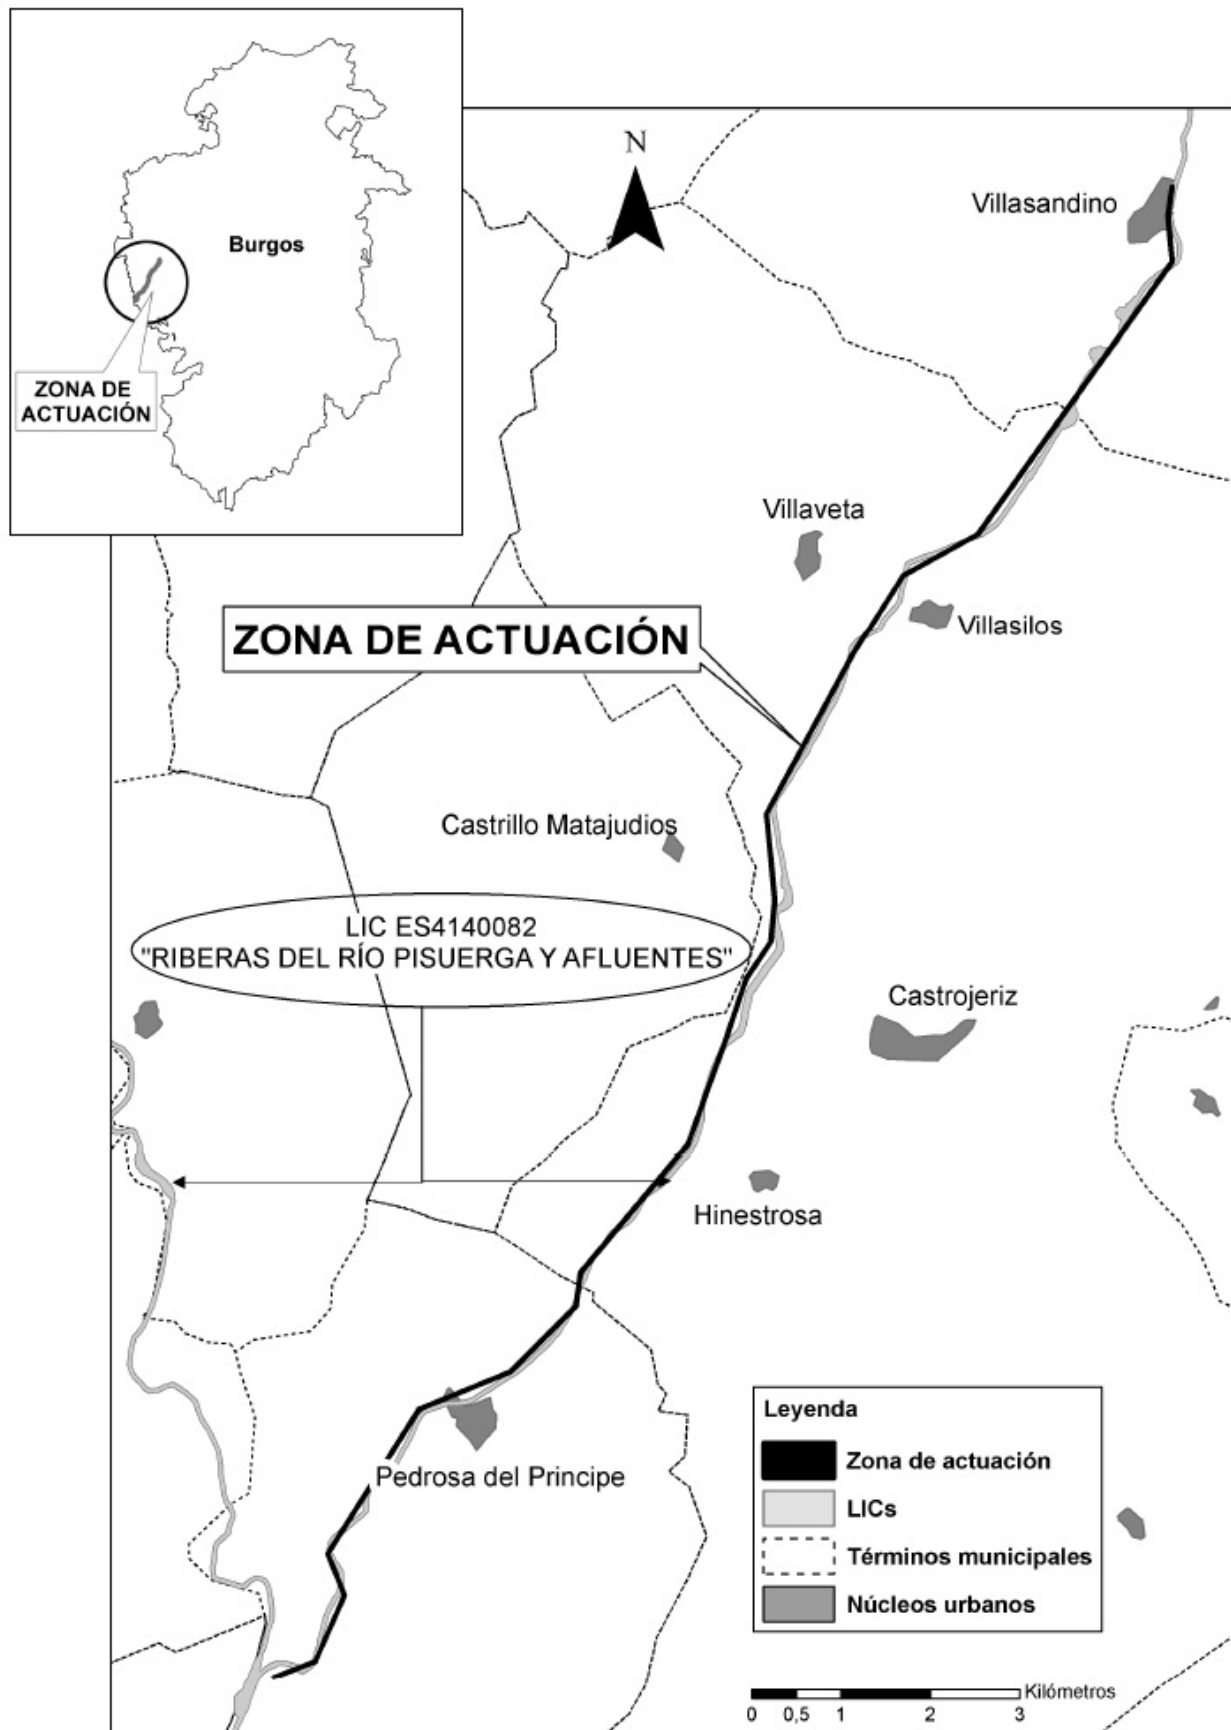 Burgos
ZONA DE
ACTUACIÓN
N
Villasandino
Villaveta
Villasilos
ZONA DE ACTUACIÓN
Castrillo Matajudios
LIC ES4140082
"RIBERAS DEL RÍO PISUERGA Y AFLUENTES"
Castrojeriz
Hinestrosa
Pedrosa del Principe
Leyenda
Zona de actuación
LICs
Términos municipales
Núcleos urbanos
Kilómetros
0 0,5 1 2 3